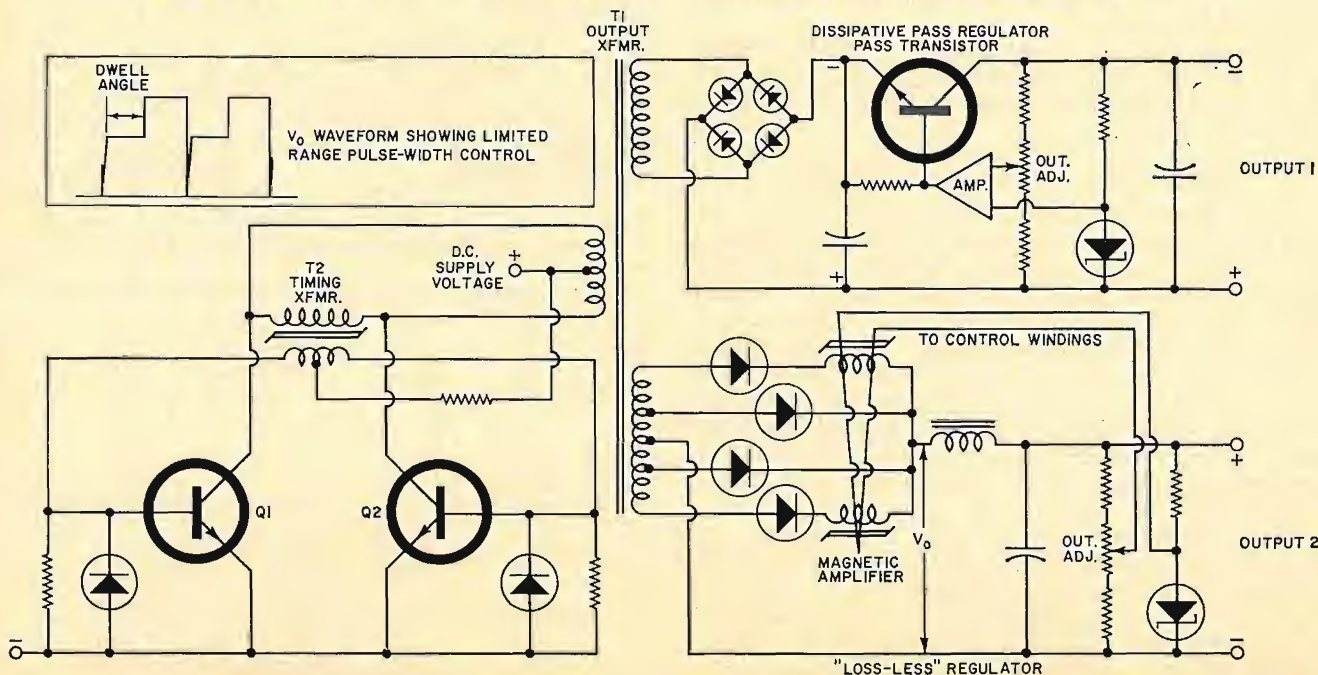 T1
OUTPUT
XFMR.
DISSIPATIVE PASS REGULATOR
PASS TRANSISTOR
DWELL
ANGLE
V₀ WAVEFORM SHOWING LIMITED
RANGE PULSE-WIDTH CONTROL
−
−
OUT.
ADJ.
AMP.
OUTPUT 1
+
+
D.C.
SUPPLY
VOLTAGE
+
T2
TIMING
XFMR.
TO CONTROL WINDINGS
+
Q1
Q2
V₀
OUT.
ADJ.
OUTPUT 2
MAGNETIC
AMPLIFIER
−
−
"LOSS-LESS" REGULATOR